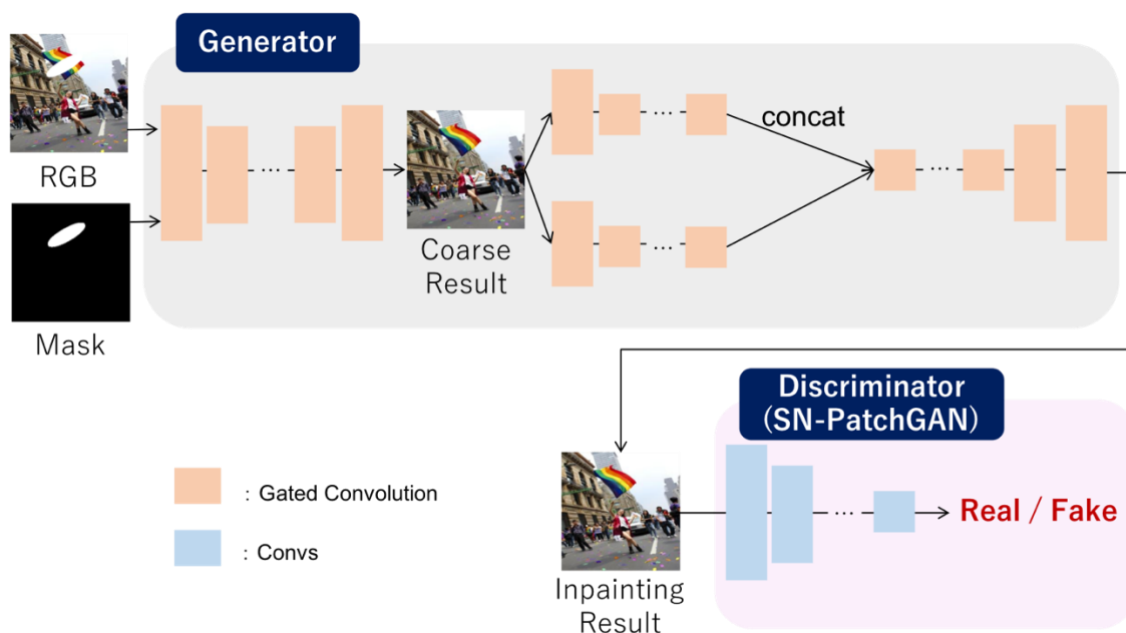 Generator
RGB
Mask
...
Coarse
Result
...
...
concat
...
Discriminator
(SN-PatchGAN)
: Gated Convolution
: Convs
Inpainting
Result
...
Real / Fake